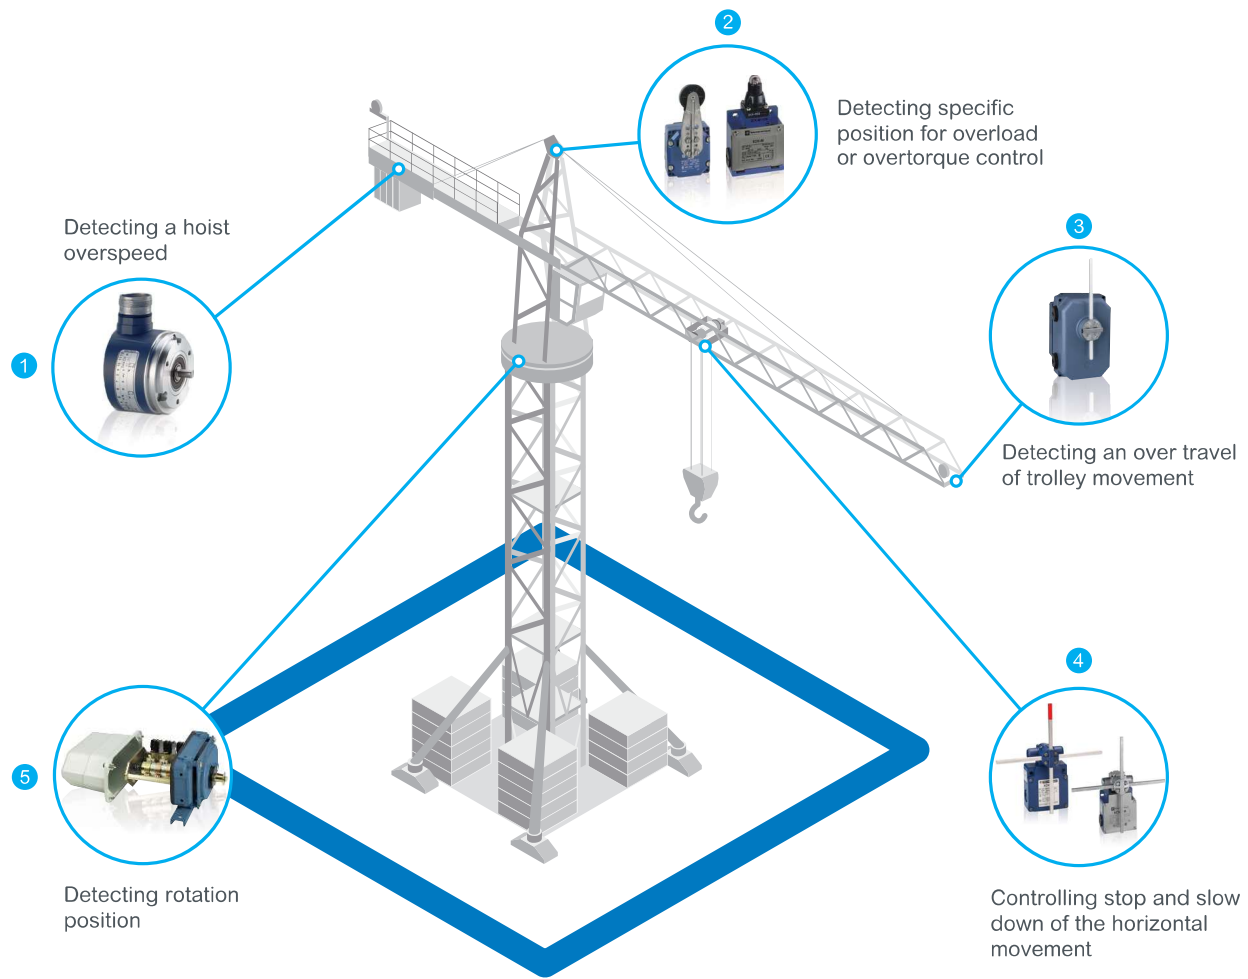 2
Detecting specific
position for overload
or overtorque control
Detecting a hoist
overspeed
1
3
Detecting an over travel
of trolley movement
4
Controlling stop and slow
down of the horizontal
movement
5
Detecting rotation
position